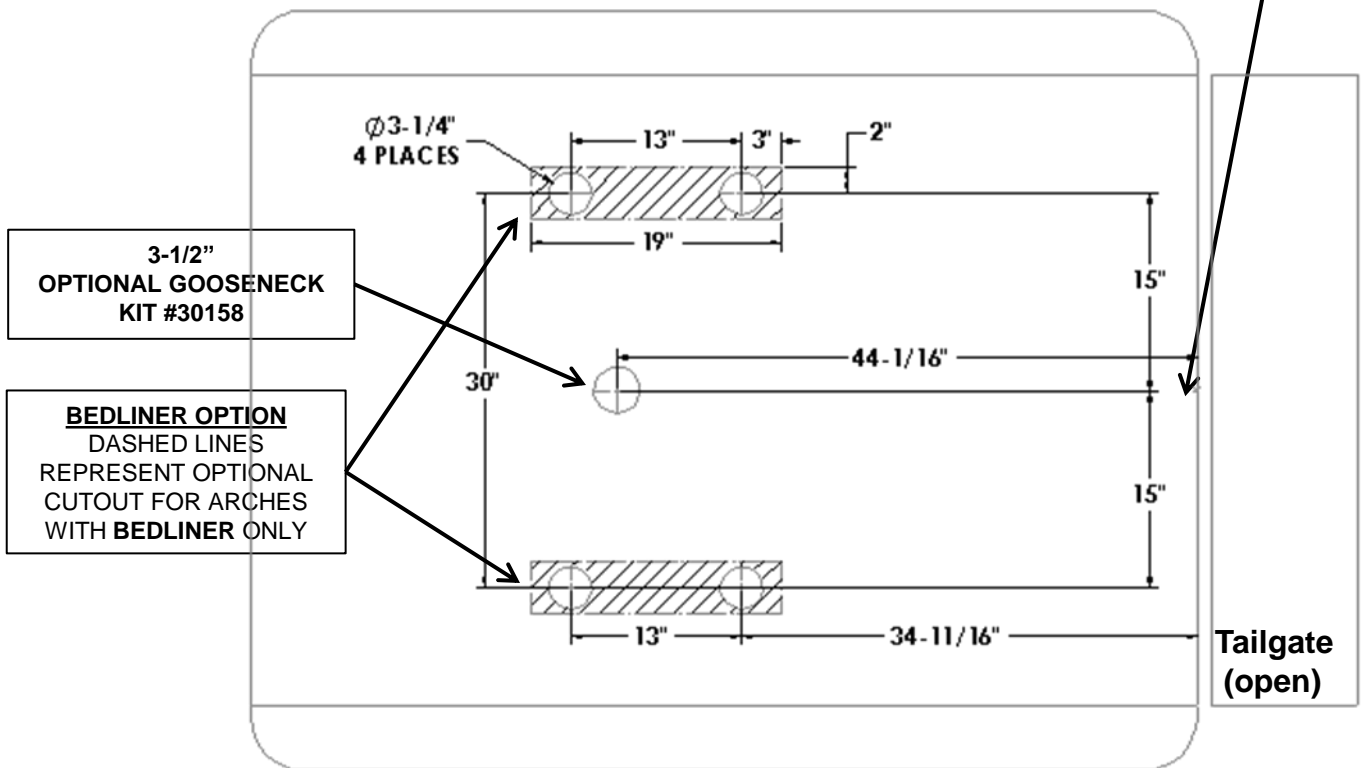 Ø3-1/4"
4 PLACES
13"
3"
2"
19"
3-1/2”
OPTIONAL GOOSENECK
KIT #30158
15"
44-1/16"
30"
BEDLINER OPTION
DASHED LINES
REPRESENT OPTIONAL
CUTOUT FOR ARCHES
WITH BEDLINER ONLY
15"
13"
34-11/16"
Tailgate
(open)